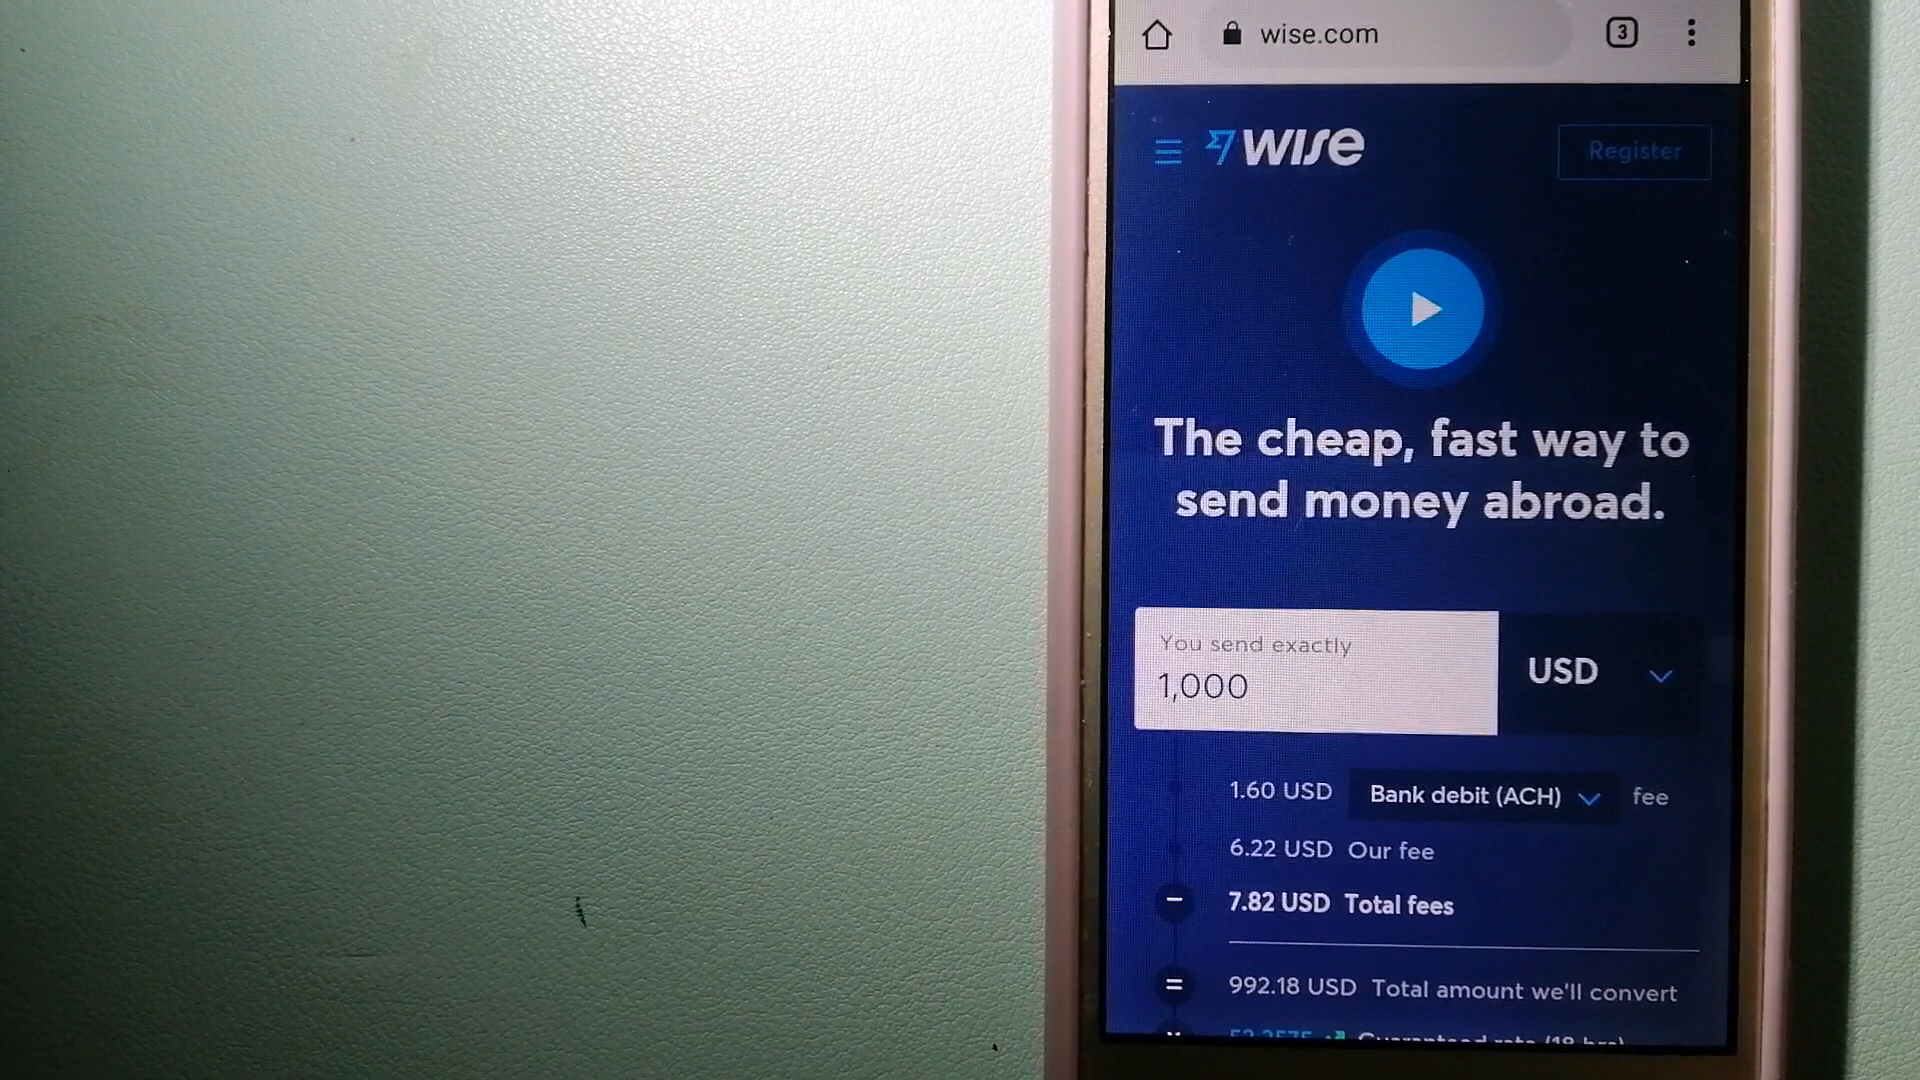 wise.com
3
wise
Register
The cheap, fast way to
send money abroad.
You send exactly
1,000
USD
1.60 USD Bank debit (ACH) fee
6.22 USD Our fee
7.82 USD Total fees
992.18 USD Total amount we'll convert
Guaranteed rate